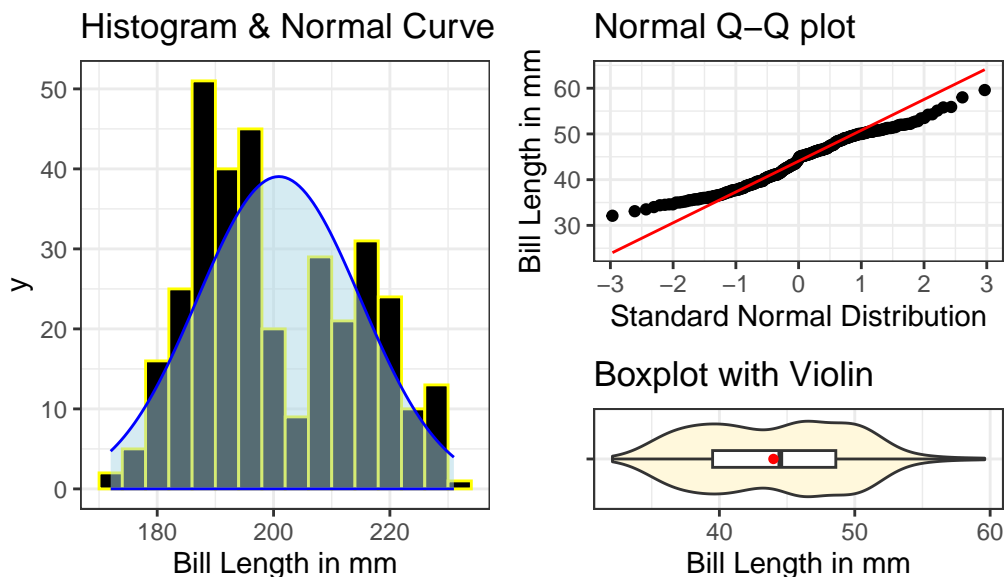 Histogram & Normal Curve
y
50
40
30
20
10
0
180 200 220
Bill Length in mm
Normal Q−Q plot
Bill Length in mm
60
50
40
30
−3 −2 −1 0 1 2 3
Standard Normal Distribution
Boxplot with Violin
40 50 60
Bill Length in mm